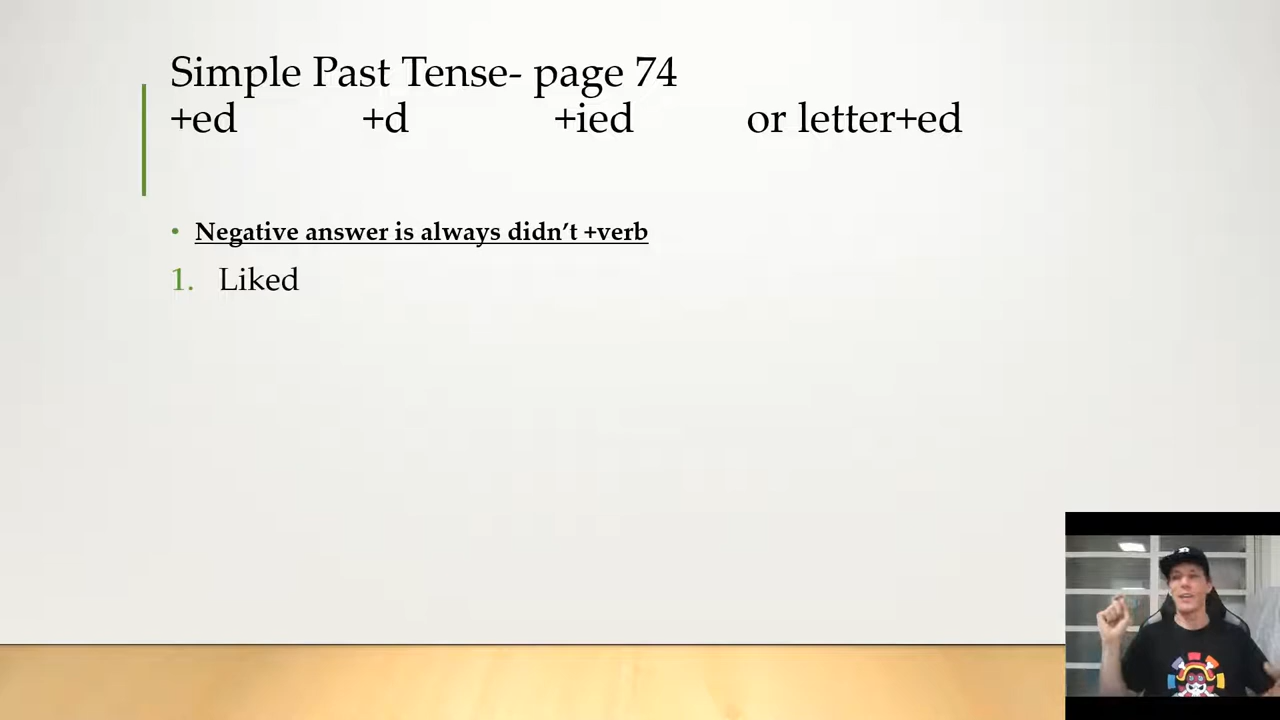 Simple Past Tense- page 74
+ed +d +ied or letter+ed
• Negative answer is always didn’t +verb
1. Liked